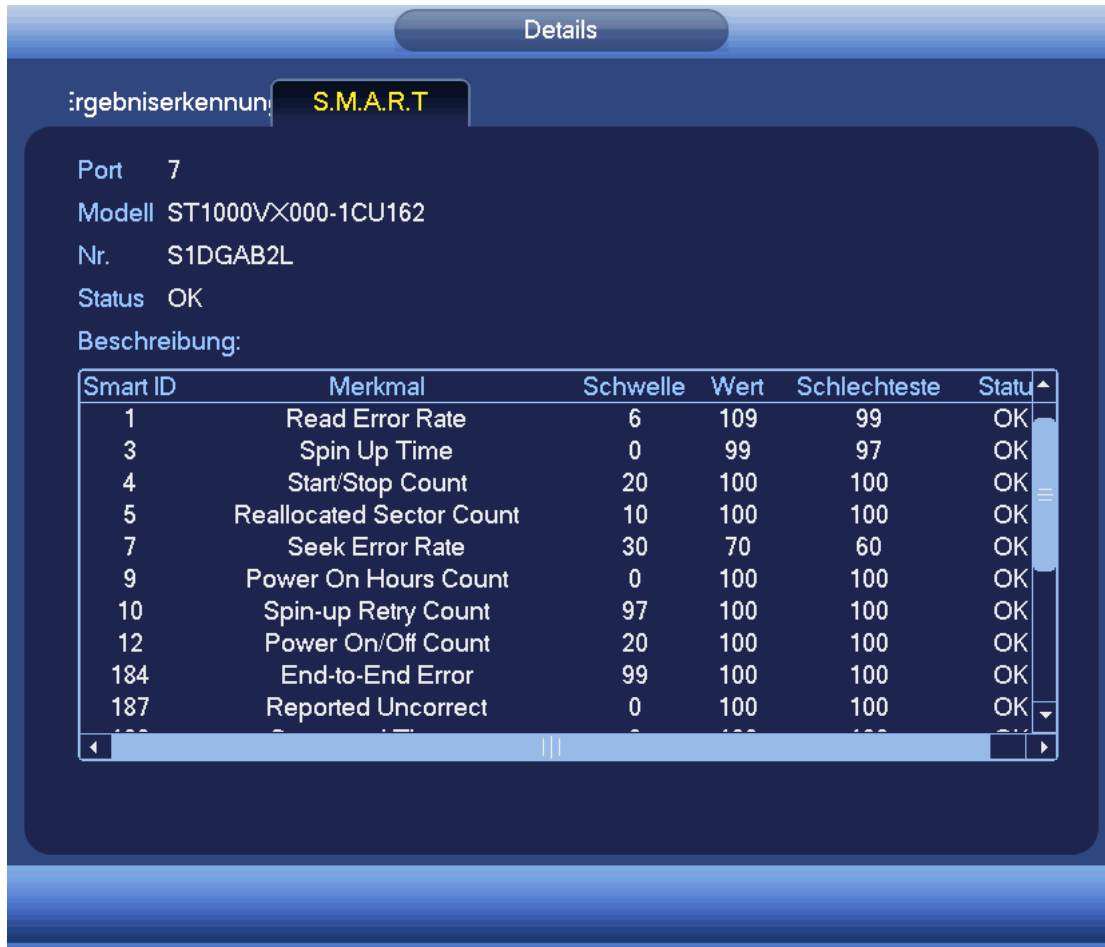 Details
Ergebniserkennun
S.M.A.R.T
Port 7
Modell ST1000VX000-1CU162
Nr. S1DGAB2L
Status OK
Beschreibung:
Smart ID Merkmal Schwelle Wert Schlechteste Statu
1 Read Error Rate 6 109 99 OK
3 Spin Up Time 0 99 97 OK
4 Start/Stop Count 20 100 100 OK
5 Reallocated Sector Count 10 100 100 OK
7 Seek Error Rate 30 70 60 OK
9 Power On Hours Count 0 100 100 OK
10 Spin-up Retry Count 97 100 100 OK
12 Power On/Off Count 20 100 100 OK
184 End-to-End Error 99 100 100 OK
187 Reported Uncorrect 0 100 100 OK